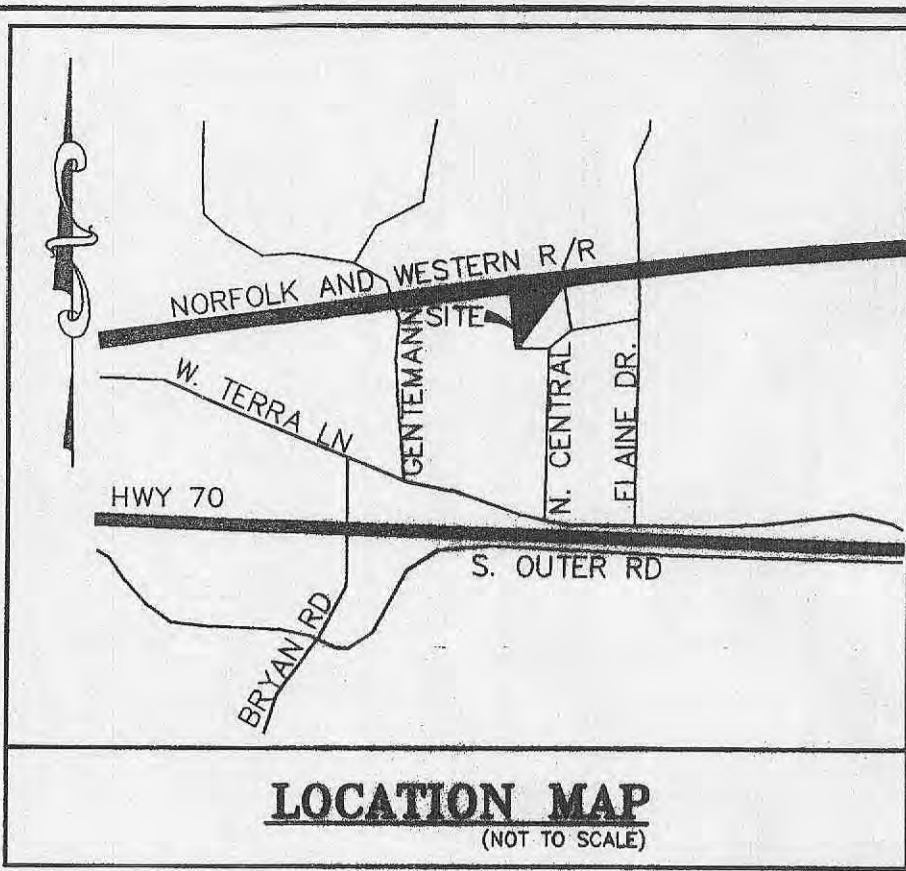 NORFOLK AND WESTERN R/R
SITE
GENTEMANN
W. TERRA LN
N. CENTRAL
ELAINE DR.
HWY 70
S. OUTER RD
BRYAN RD
LOCATION MAP
(NOT TO SCALE)